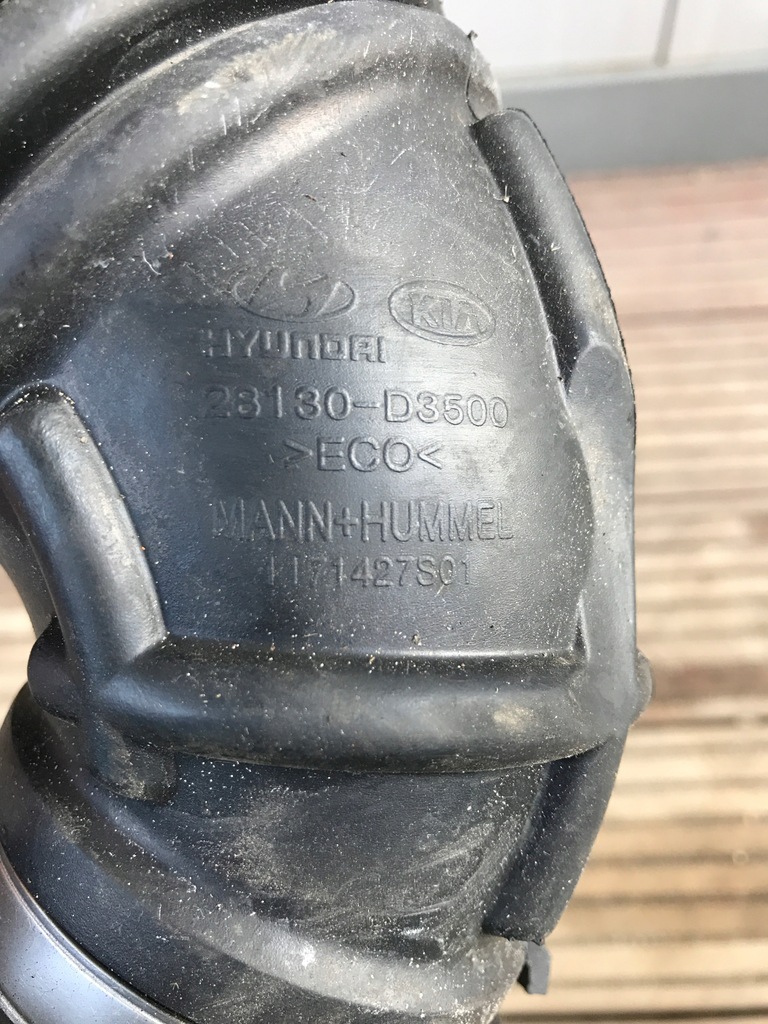 KIA
HYUNDAI
28130-D3500
>ECO<
MANN+HUMMEL
1171427S01